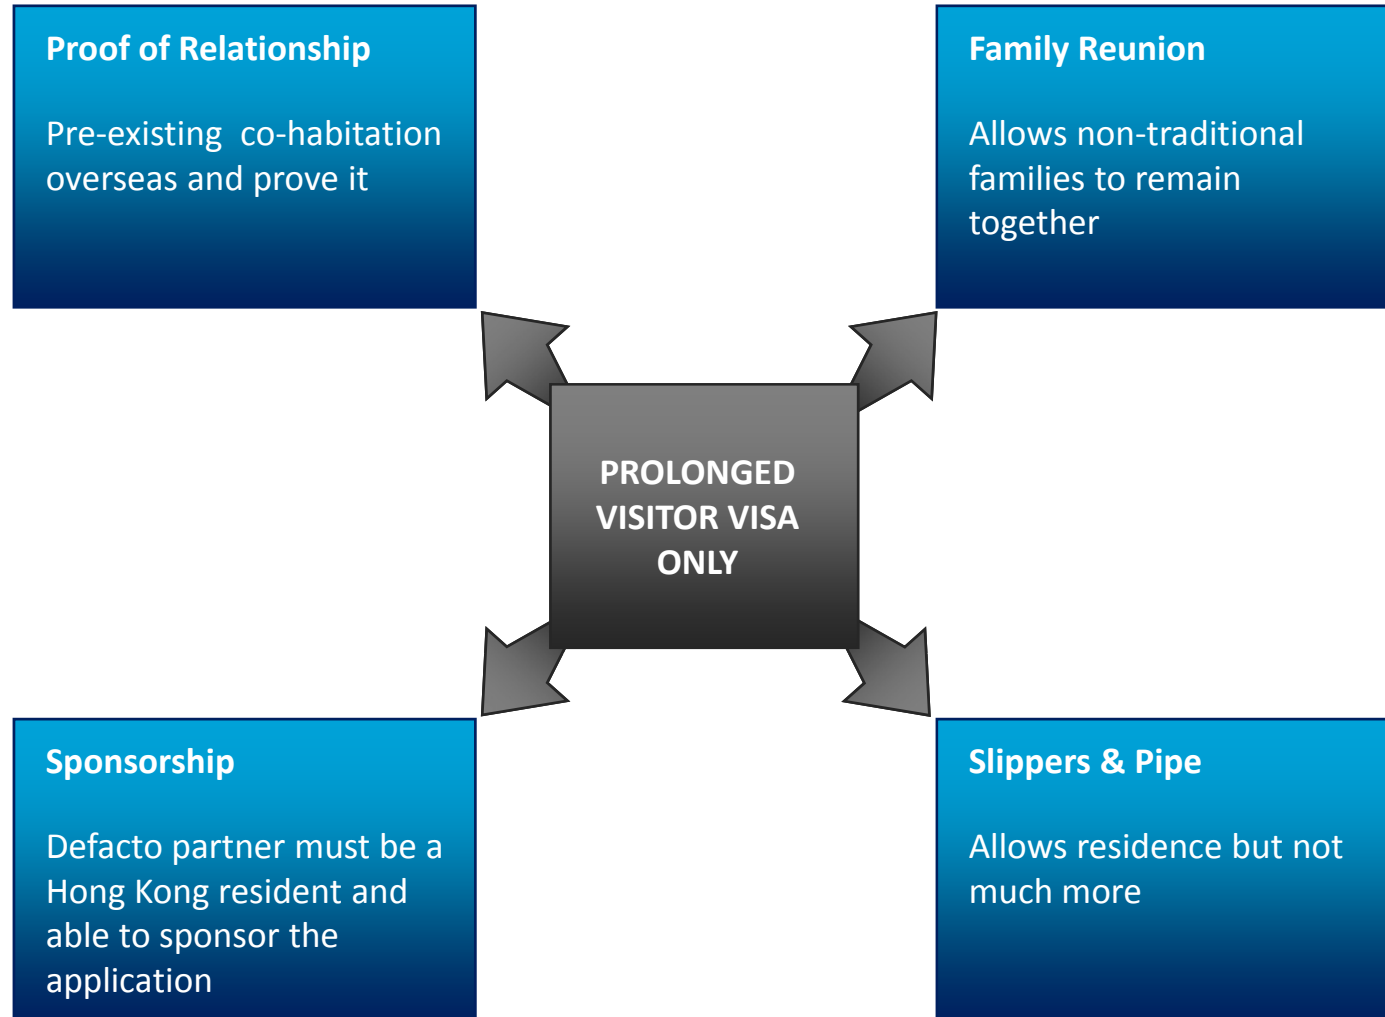 Proof of Relationship
Pre-existing  co-habitation
overseas and prove it
Family Reunion
Allows non-traditional
families to remain
together
PROLONGED
VISITOR VISA
ONLY
Sponsorship
Defacto partner must be a
Hong Kong resident and
able to sponsor the
application
Slippers & Pipe
Allows residence but not
much more